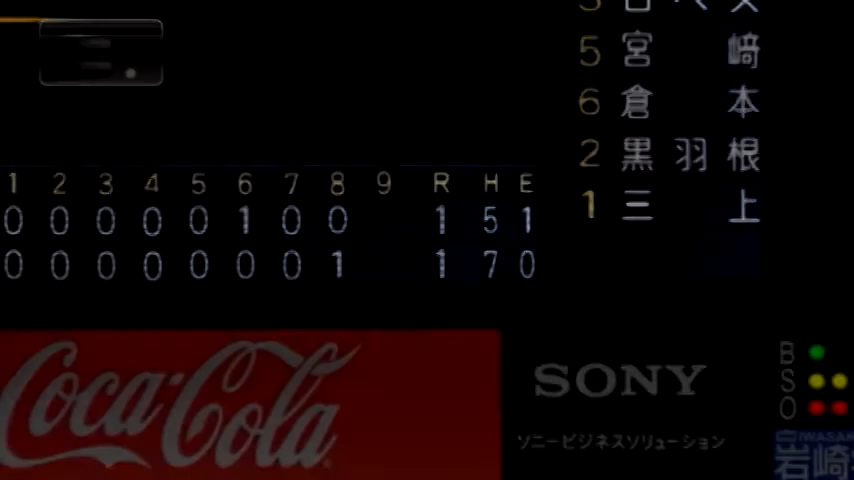 5 宮 﨑
6 倉 本
2 黒 羽 根
1 三 上
1 2 3 4 5 6 7 8 9 R H E
0 0 0 0 0 1 0 0 1 5 1
0 0 0 0 0 0 0 1 1 7 0
Coca-Cola
SONY
ソニービジネスソリューション
B
S
O
IWASAK
岩崎